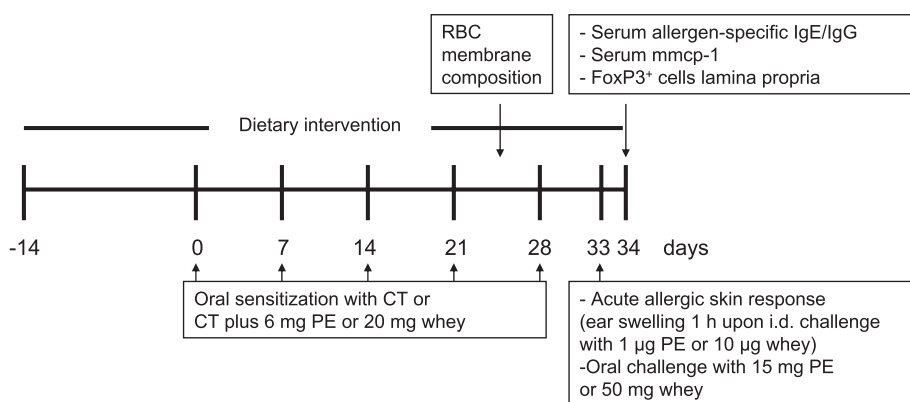 RBC
membrane
composition
- Serum allergen-specific IgE/IgG
- Serum mmcp-1
- FoxP3⁺ cells lamina propria
Dietary intervention
-14 0 7 14 21 28 33 34 days
Oral sensitization with CT or
CT plus 6 mg PE or 20 mg whey
- Acute allergic skin response
(ear swelling 1 h upon i.d. challenge
with 1 µg PE or 10 µg whey)
-Oral challenge with 15 mg PE
or 50 mg whey